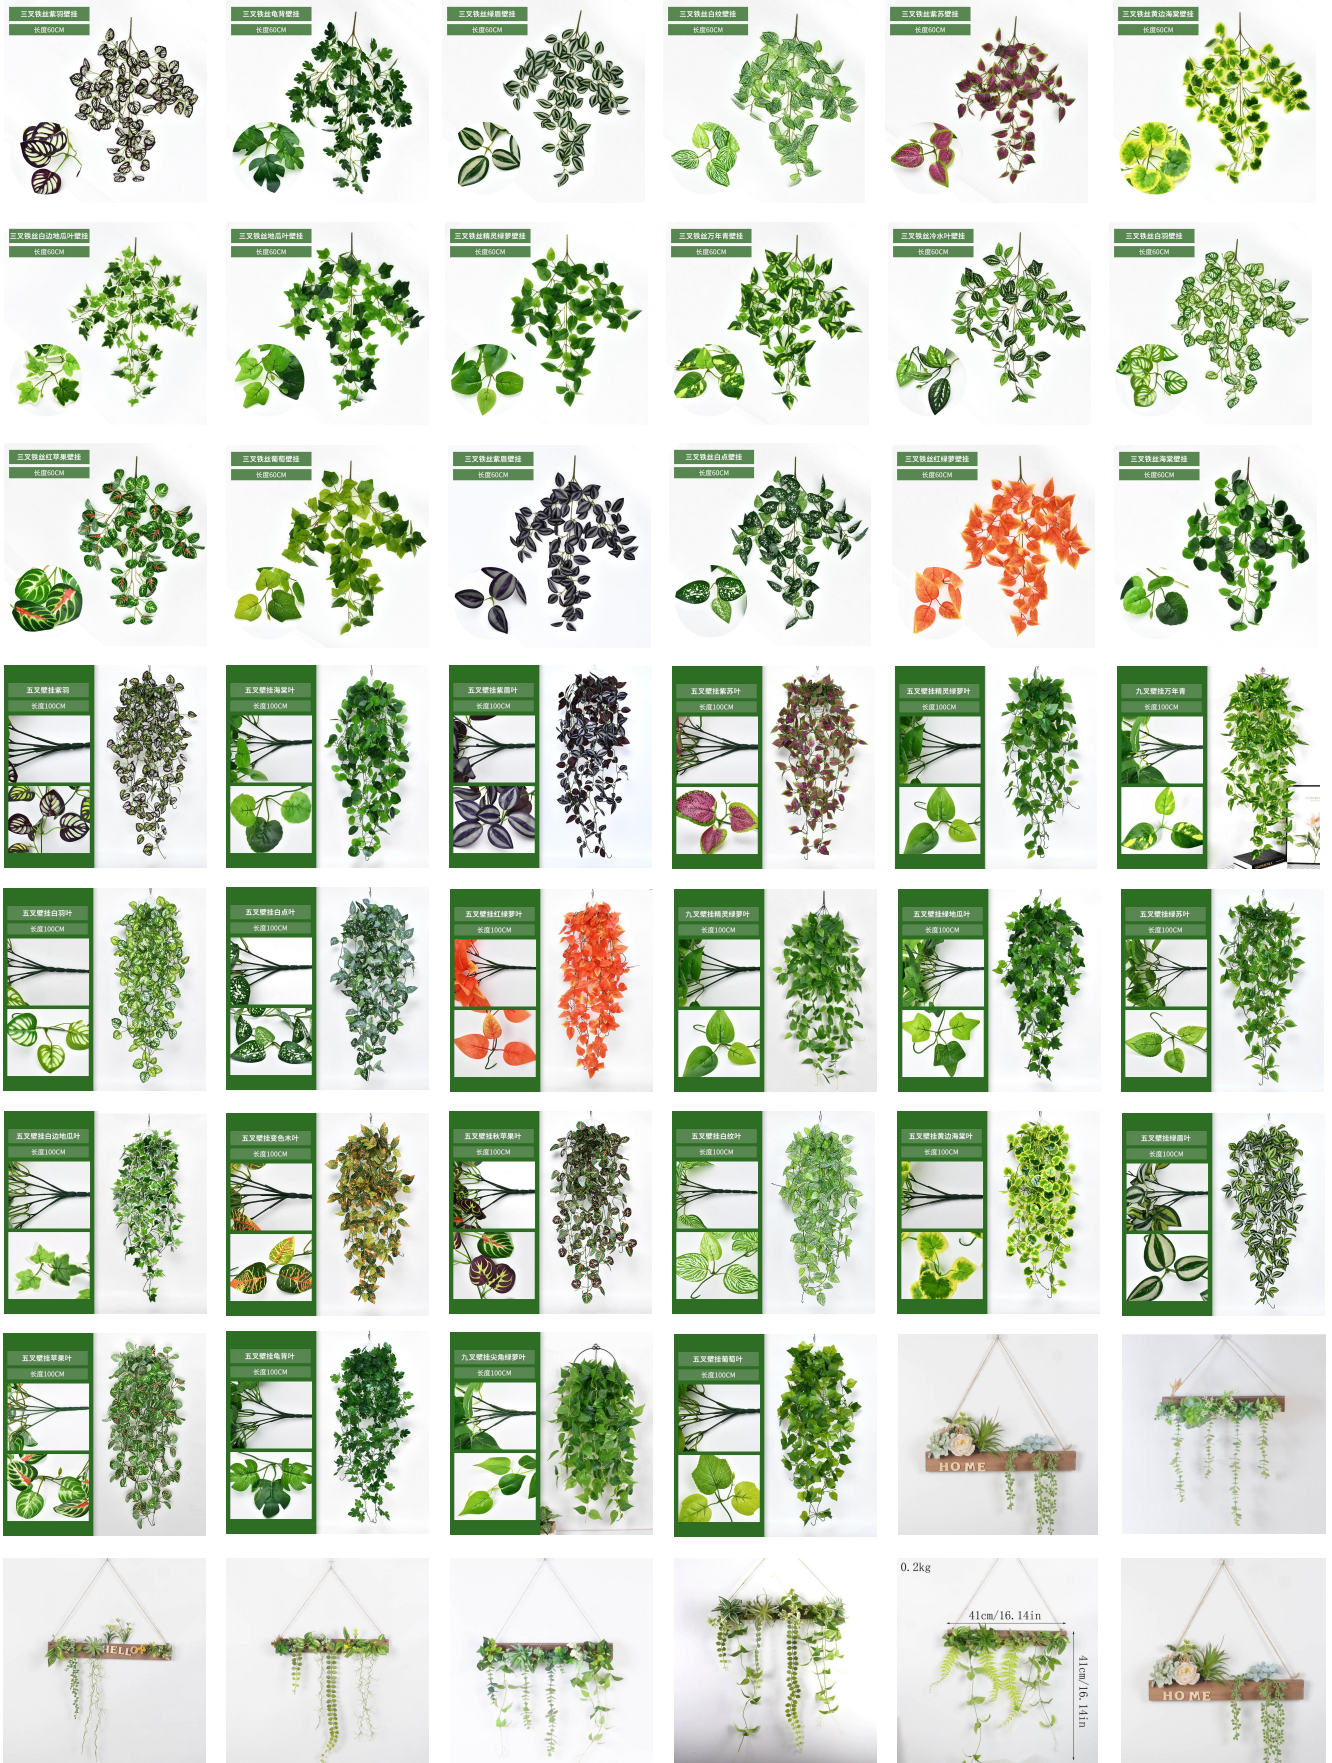 三叉铁丝紫羽壁挂
长度60CM
三叉铁丝龟背壁挂
长度60CM
三叉铁丝绿眉壁挂
长度60CM
三叉铁丝白纹壁挂
长度60CM
三叉铁丝紫苏壁挂
长度60CM
三叉铁丝黄边海棠壁挂
长度60CM
三叉铁丝白边地瓜叶壁挂
长度60CM
三叉铁丝地瓜叶壁挂
长度60CM
三叉铁丝精灵绿萝壁挂
长度60CM
三叉铁丝万年青壁挂
长度60CM
三叉铁丝冷水叶壁挂
长度60CM
三叉铁丝白羽壁挂
长度60CM
三叉铁丝红苹果壁挂
长度60CM
三叉铁丝葡萄壁挂
长度60CM
三叉铁丝紫眉壁挂
长度60CM
三叉铁丝白点壁挂
长度60CM
三叉铁丝红绿萝壁挂
长度60CM
三叉铁丝海棠壁挂
长度60CM
五叉壁挂紫羽
长度100CM
五叉壁挂海棠叶
长度100CM
五叉壁挂紫眉叶
长度100CM
五叉壁挂紫苏叶
长度100CM
五叉壁挂精灵绿萝叶
长度100CM
九叉壁挂万年青
长度100CM
五叉壁挂白羽叶
长度100CM
五叉壁挂白点叶
长度100CM
五叉壁挂红绿萝叶
长度100CM
九叉壁挂精灵绿萝叶
长度100CM
五叉壁挂绿地瓜叶
长度100CM
五叉壁挂绿苏叶
长度100CM
五叉壁挂白边地瓜叶
长度100CM
五叉壁挂变色木叶
长度100CM
五叉壁挂秋苹果叶
长度100CM
五叉壁挂白纹叶
长度100CM
五叉壁挂黄边海棠叶
长度100CM
五叉壁挂绿眉叶
长度100CM
五叉壁挂苹果叶
长度100CM
五叉壁挂龟背叶
长度100CM
九叉壁挂尖角绿萝叶
长度100CM
五叉壁挂葡萄叶
长度100CM
HOME
HELLO
0.2kg
41cm/16.14in
41cm/16.14in
HOME